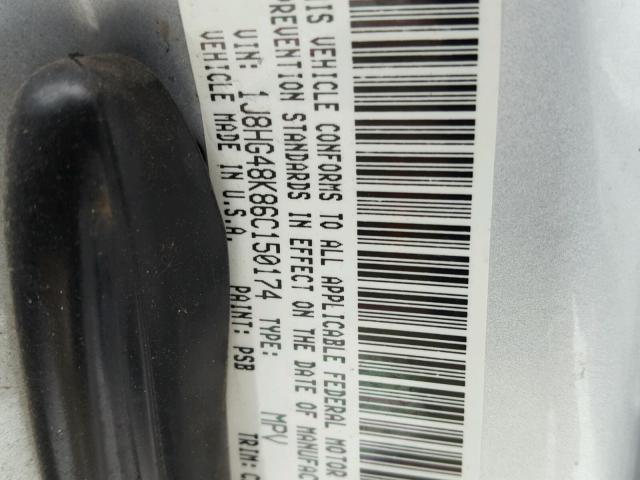 IS VEHICLE CONFORMS TO ALL APPLICABLE FEDERAL MOTOR
PREVENTION STANDARDS IN EFFECT ON THE DATE OF MANUFAC
VIN: 1J8HG48K86C150174 TYPE: MPV
VEHICLE MADE IN U.S.A. PAINT: PSB TRIM: C